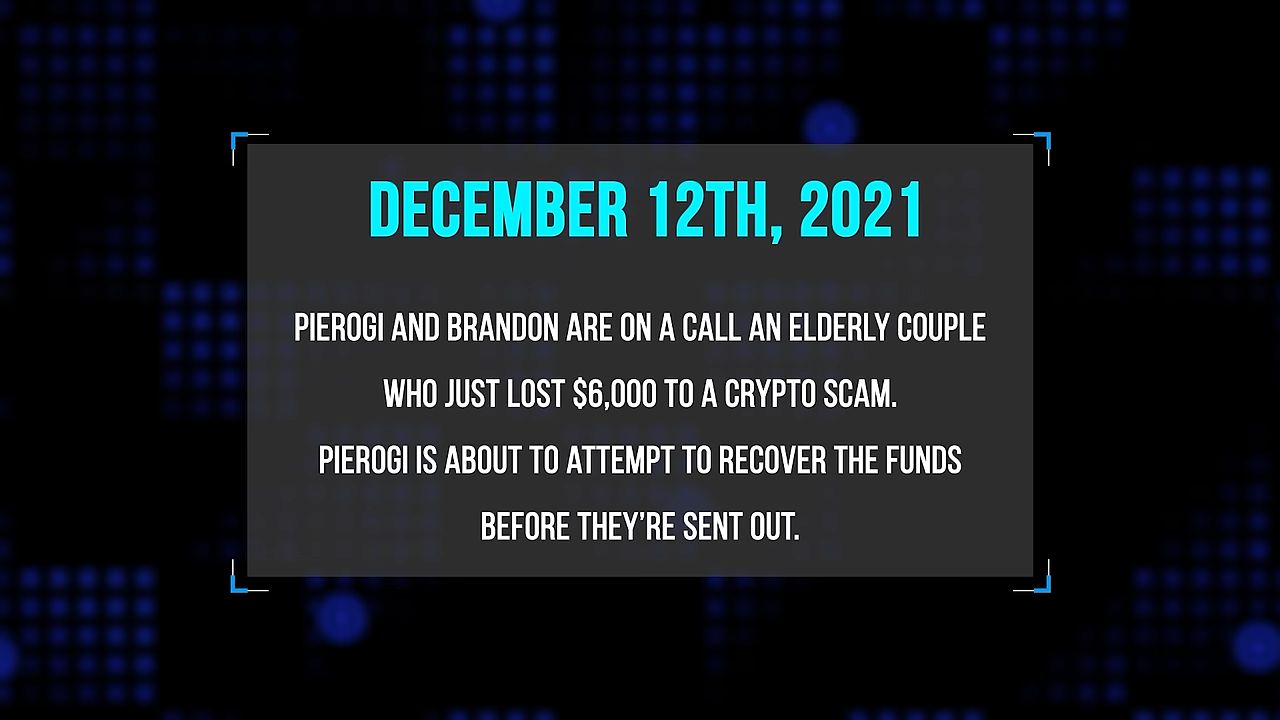 DECEMBER 12TH, 2021
PIEROGI AND BRANDON ARE ON A CALL AN ELDERLY COUPLE
WHO JUST LOST $6,000 TO A CRYPTO SCAM.
PIEROGI IS ABOUT TO ATTEMPT TO RECOVER THE FUNDS
BEFORE THEY’RE SENT OUT.